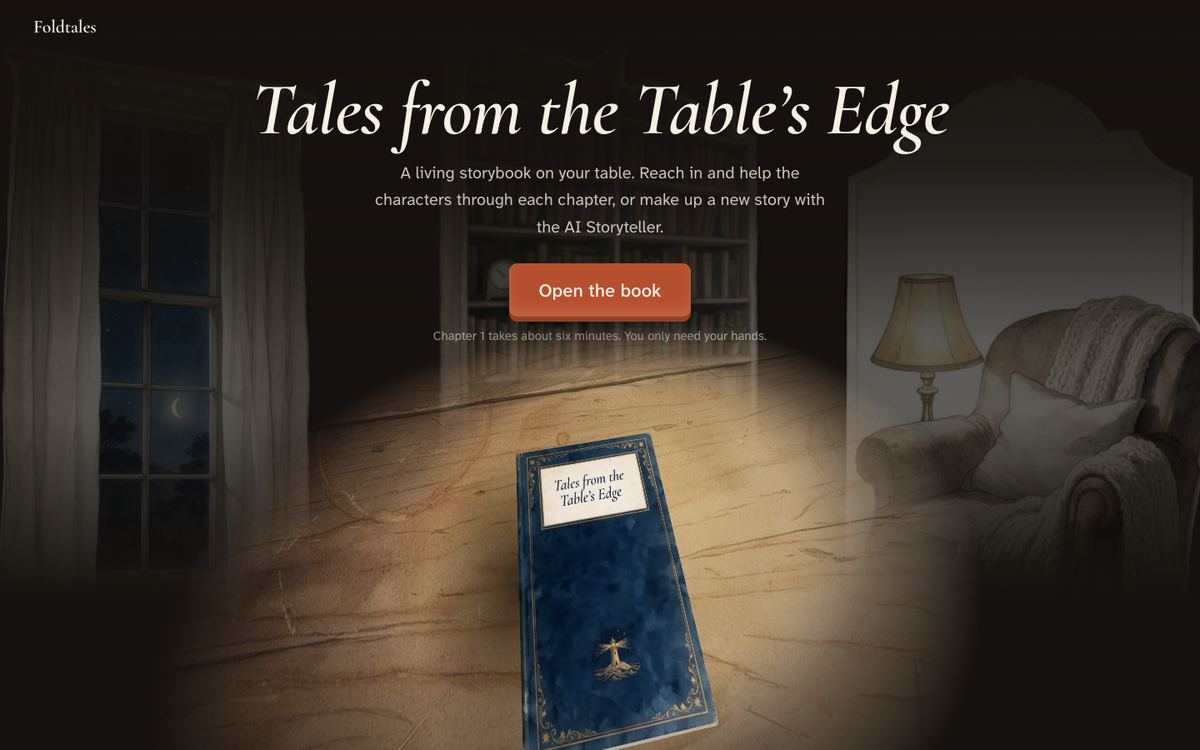 Foldtales
Tales from the Table’s Edge
A living storybook on your table. Reach in and help the
characters through each chapter, or make up a new story with
the AI Storyteller.
Open the book
Chapter 1 takes about six minutes. You only need your hands.
Tales from the
Table’s Edge